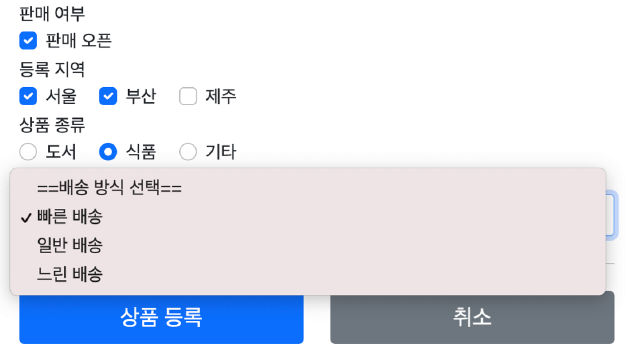 판매 여부
판매 오픈
등록 지역
서울 부산 제주
상품 종류
도서 식품 기타
==배송 방식 선택==
빠른 배송
일반 배송
느린 배송
상품 등록 취소